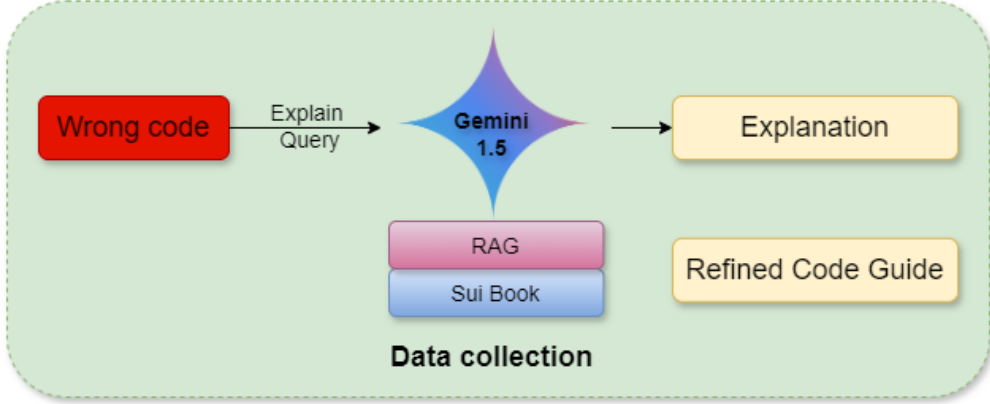 Wrong code
Explain
Query
Gemini
1.5
Explanation
RAG
Sui Book
Refined Code Guide
Data collection